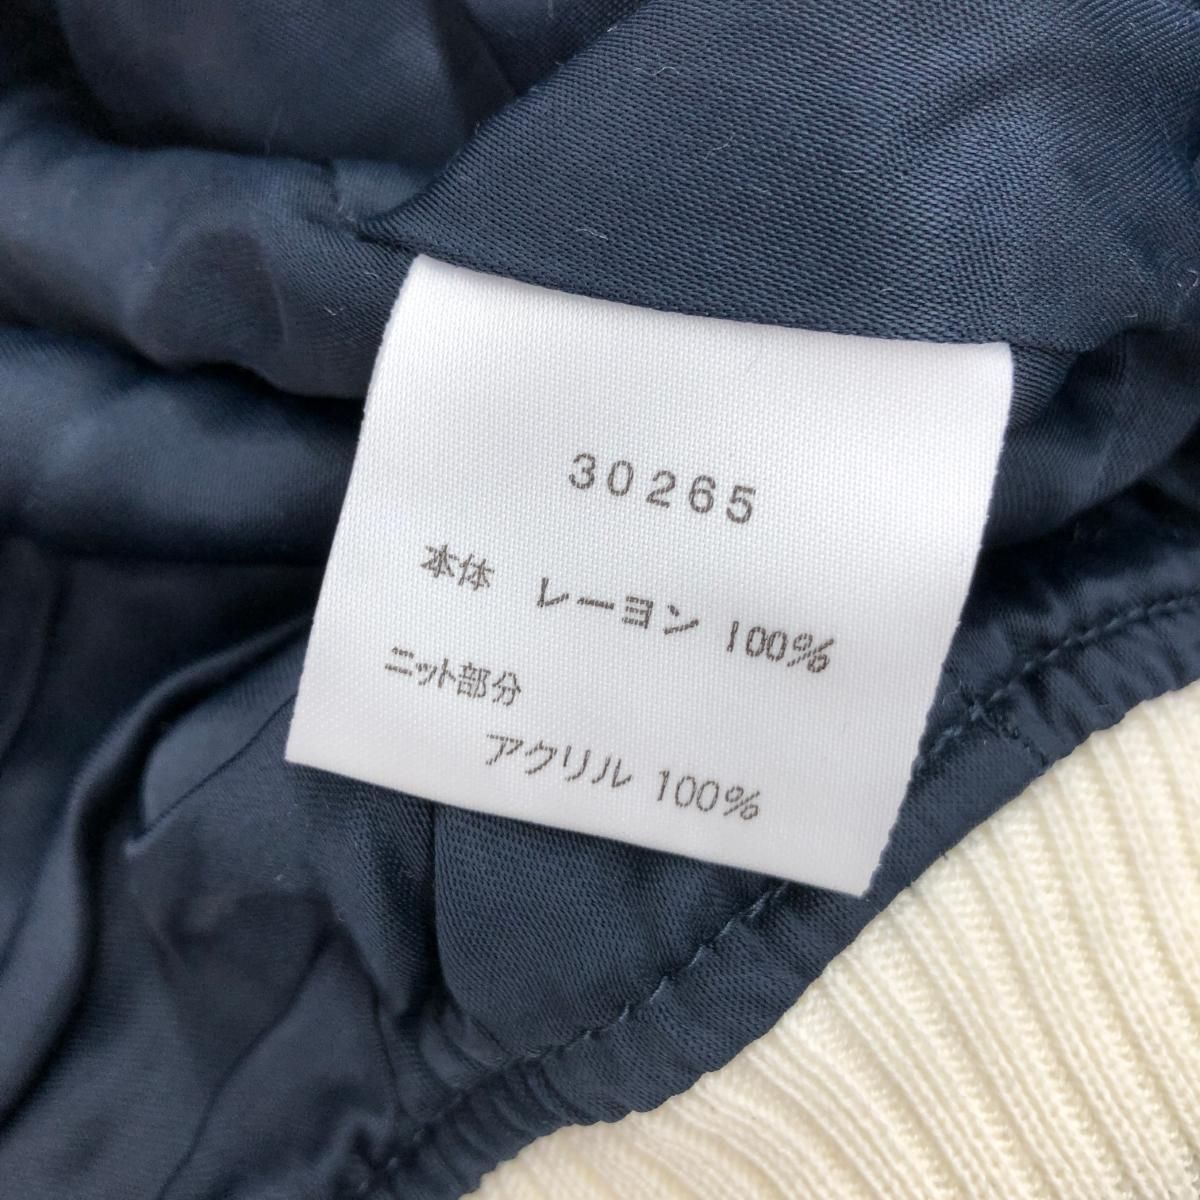 30265
本体　レーヨン 100%
ニット部分
アクリル 100%